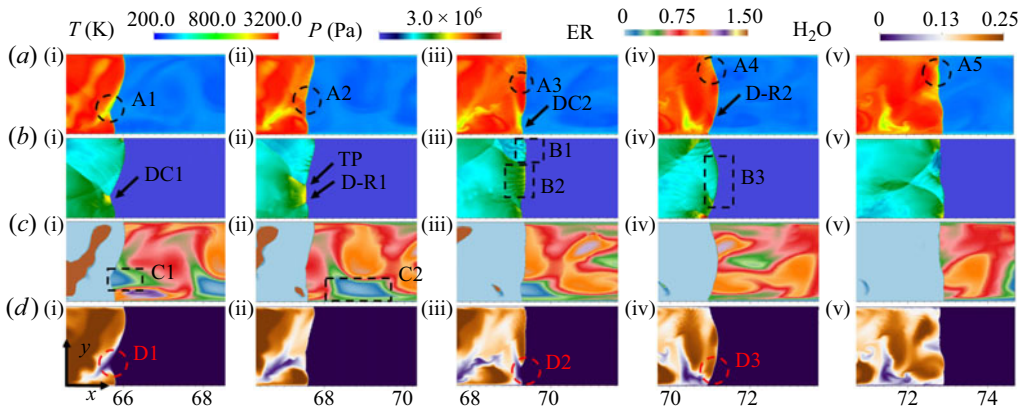 T (K) 200.0 800.0 3200.0 P (Pa) 3.0 × 10⁶ ER 0 0.75 1.50 H₂O 0 0.13 0.25
(a) (i) (ii) (iii) (iv) (v)
A1 A2 A3 DC2 A4 D-R2 A5
(b) (i) (ii) (iii) (iv) (v)
DC1 TP D-R1 B1 B2 B3
(c) (i) (ii) (iii) (iv) (v)
C1 C2
(d) (i) (ii) (iii) (iv) (v)
y x D1 D2 D3
66 68 68 70 68 70 70 72 72 74